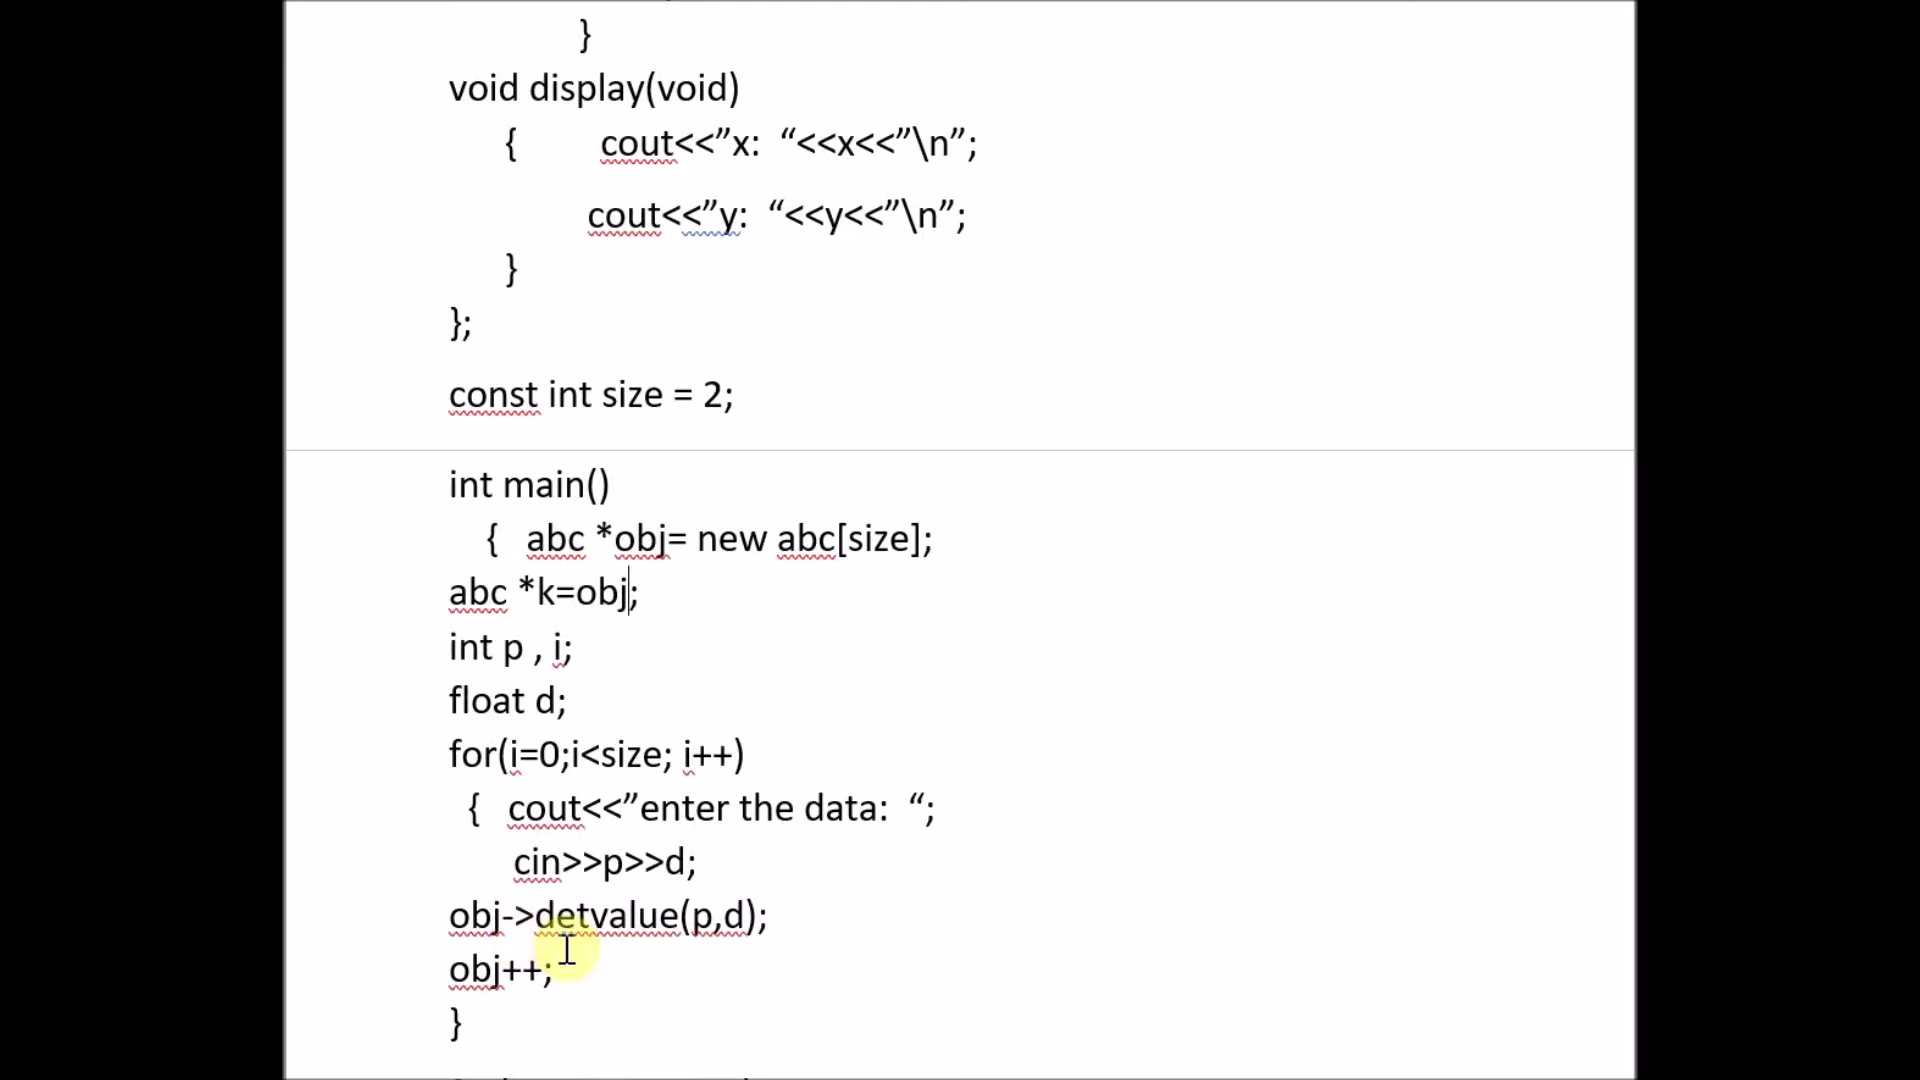 }
void display(void)
{ cout<<”x: “<<x<<”\n”;
cout<<”y: “<<y<<”\n”;
}
};
const int size = 2;
int main()
{ abc *obj= new abc[size];
abc *k=obj;
int p , i;
float d;
for(i=0;i<size; i++)
{ cout<<”enter the data: “;
cin>>p>>d;
obj->detvalue(p,d);
obj++;
}